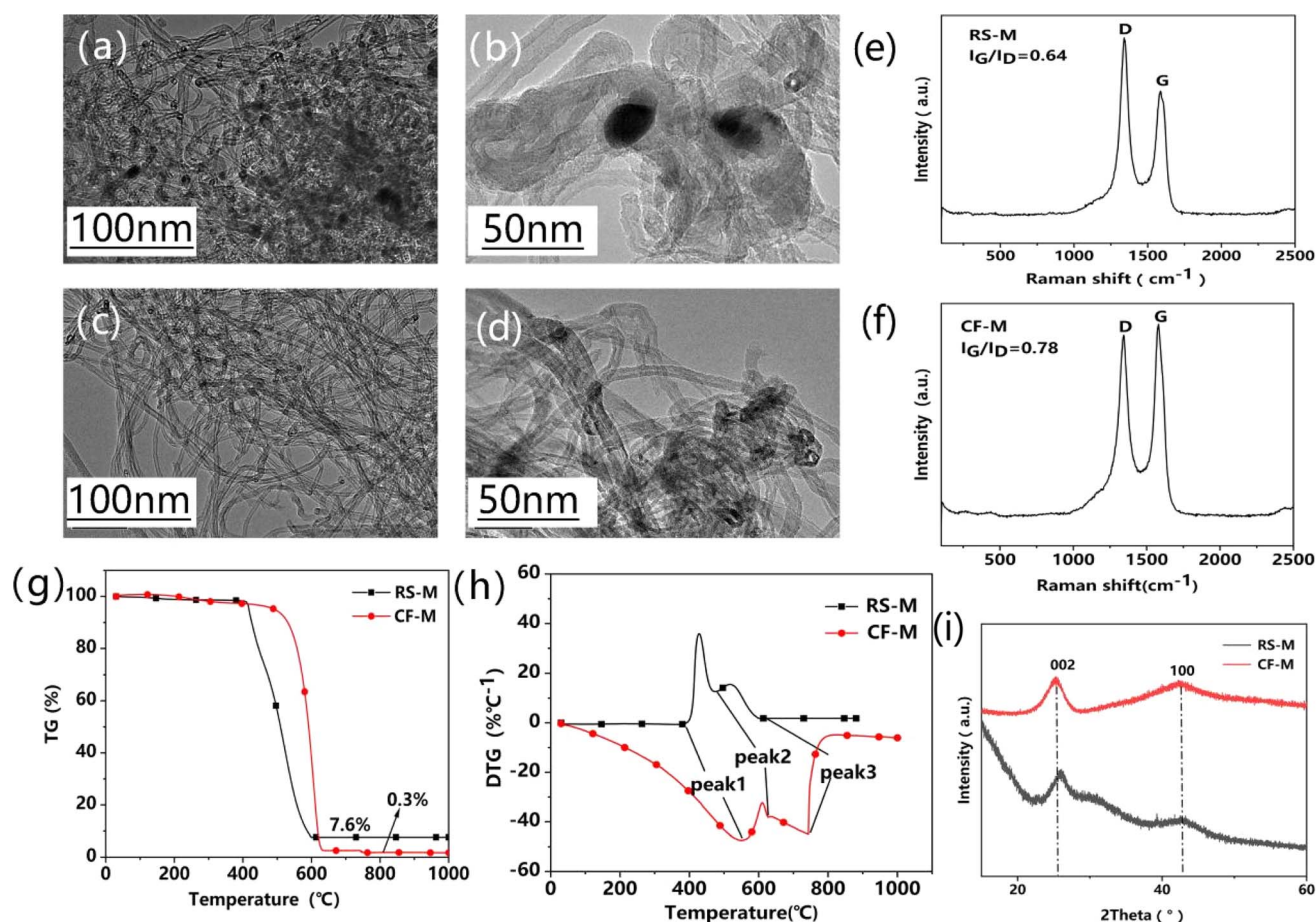 (a)
100nm
(b)
50nm
(c)
100nm
(d)
50nm
(e)
RS-M
IG/ID=0.64
D
G
Intensity ( a.u.)
500 1000 1500 2000 2500
Raman shift ( cm-1 )
(f)
CF-M
IG/ID=0.78
D
G
Intensity (a.u.)
500 1000 1500 2000 2500
Raman shift(cm-1)
(g)
RS-M
CF-M
TG (%)
100
80
60
40
20
0
7.6%
0.3%
0 200 400 600 800 1000
Temperature (℃)
(h)
RS-M
CF-M
DTG (%℃-1)
60
40
20
0
-20
-40
-60
peak1
peak2
peak3
0 200 400 600 800 1000
Temperature(℃)
(i)
RS-M
CF-M
002
100
Intensity (a.u.)
20 40 60
2Theta ( ° )